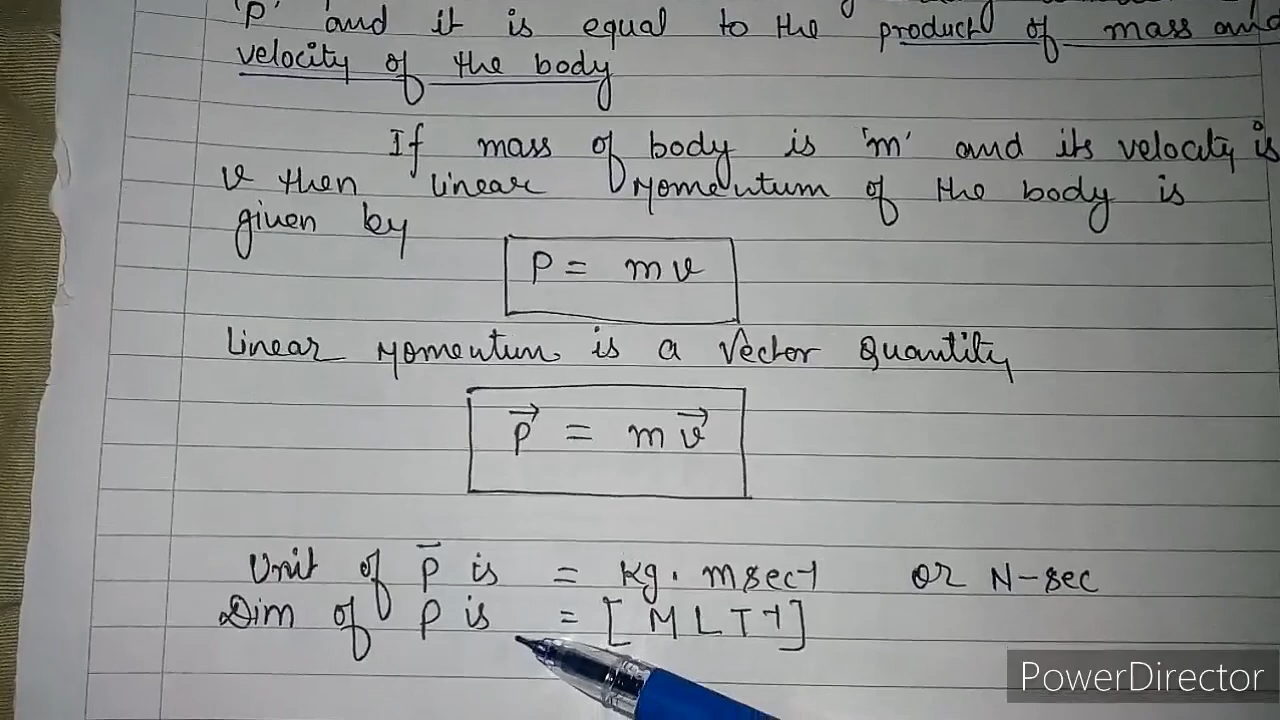 'P' and it is equal to the product of mass and
velocity of the body
If mass of body is 'm' and its velocity is
v then linear Momentum of the body is
given by
P = mv
Linear Momentum is a Vector Quantity
p⃗ = m v⃗
Unit of p̄ is = kg. msec-1 or N-sec
Dim of P is = [MLT-1]
PowerDirector